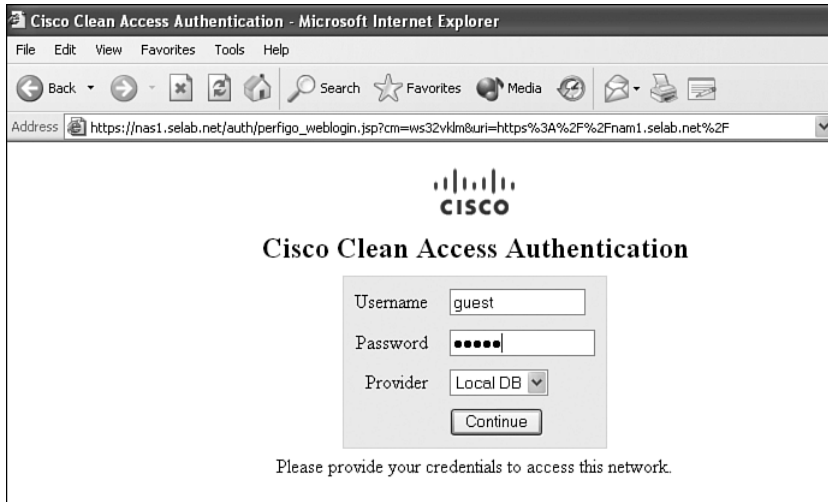 Cisco Clean Access Authentication - Microsoft Internet Explorer
File Edit View Favorites Tools Help
Back Search Favorites Media
Address https://nas1.selab.net/auth/perfigo_weblogin.jsp?cm=ws32vklm&uri=https%3A%2F%2Fnam1.selab.net%2F
CISCO
Cisco Clean Access Authentication
Username guest
Password •••••
Provider Local DB
Continue
Please provide your credentials to access this network.